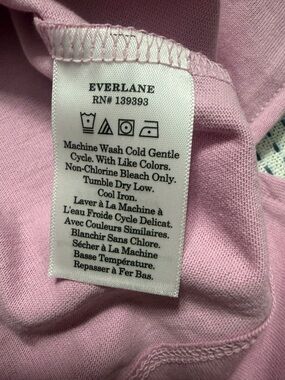 EVERLANE
RN# 139393
Machine Wash Cold Gentle
Cycle. With Like Colors.
Non-Chlorine Bleach Only.
Tumble Dry Low.
Cool Iron.
Laver à La Machine à
L'eau Froide Cycle Delicat.
Avec Couleurs Similaires.
Blanchir Sans Chlore.
Sécher à La Machine
Basse Température.
Repasser à Fer Bas.